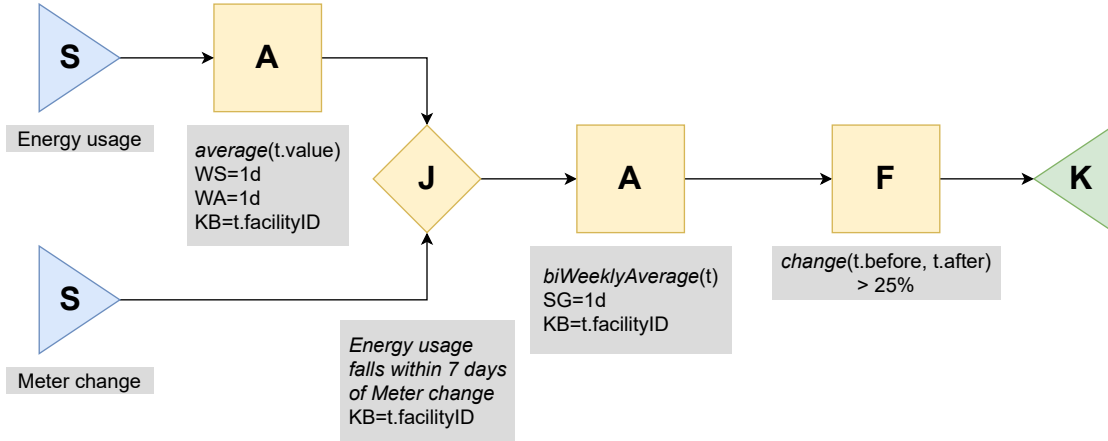 S
Energy usage
A
average(t.value)
WS=1d
WA=1d
KB=t.facilityID
S
Meter change
J
Energy usage
falls within 7 days
of Meter change
KB=t.facilityID
A
biWeeklyAverage(t)
SG=1d
KB=t.facilityID
F
change(t.before, t.after)
> 25%
K